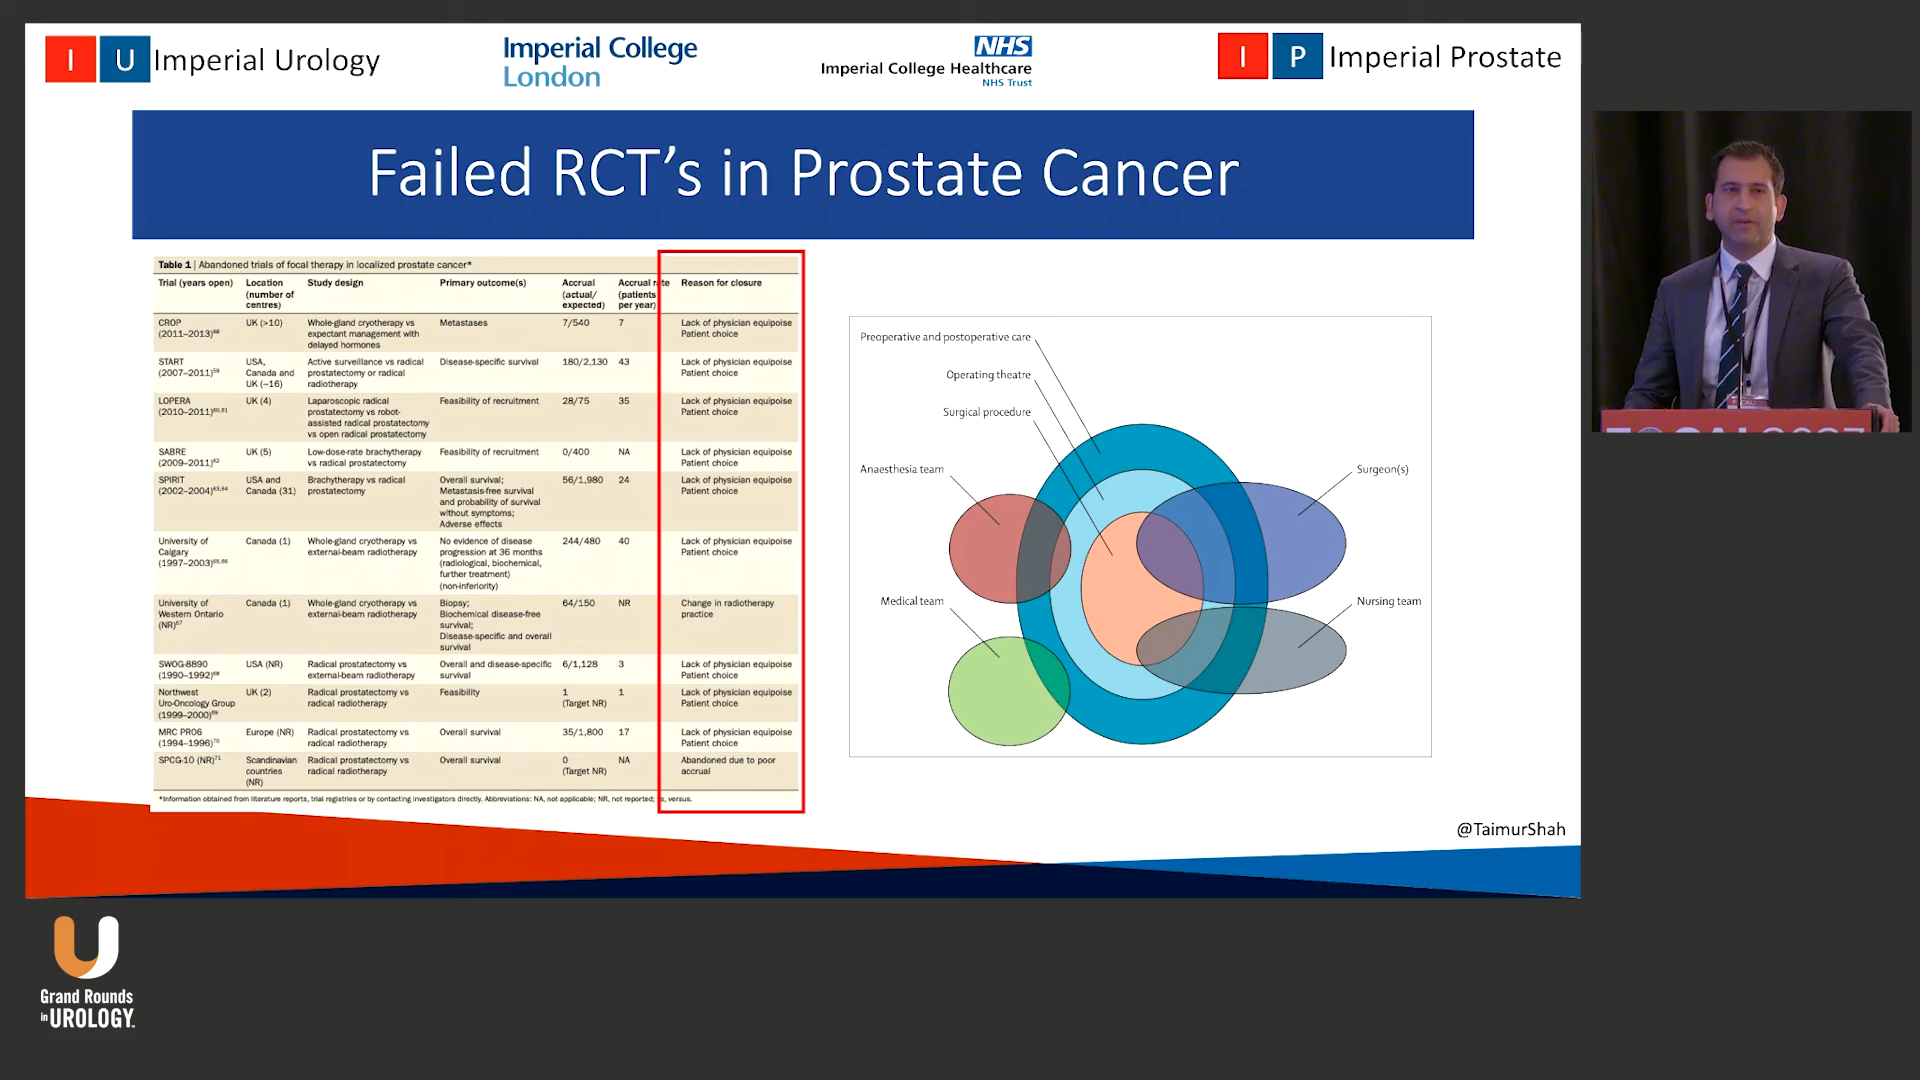 I U Imperial Urology
Imperial College
London
NHS
Imperial College Healthcare
NHS Trust
I P Imperial Prostate
Failed RCT’s in Prostate Cancer
Table 1 | Abandoned trials of focal therapy in localized prostate cancer*
Trial (years open) Location (number of centres) Study design Primary outcome(s) Accrual (actual/ expected) Accrual rate (patients per year) Reason for closure
CROP (2011–2013)⁵⁸ UK (>10) Whole-gland cryotherapy vs expectant management with delayed hormones Metastases 7/540 7 Lack of physician equipoise Patient choice
START (2007–2011)⁵⁹ USA, Canada and UK (~16) Active surveillance vs radical prostatectomy or radical radiotherapy Disease-specific survival 180/2,130 43 Lack of physician equipoise Patient choice
LOPERA (2010–2011)⁶⁰,⁶¹ UK (4) Laparoscopic radical prostatectomy vs robot-assisted radical prostatectomy vs open radical prostatectomy Feasibility of recruitment 28/75 35 Lack of physician equipoise Patient choice
SABRE (2009–2011)⁶² UK (5) Low-dose-rate brachytherapy vs radical prostatectomy Feasibility of recruitment 0/400 NA Lack of physician equipoise Patient choice
SPIRIT (2002–2004)⁶³,⁶⁴ USA and Canada (31) Brachytherapy vs radical prostatectomy Overall survival; Metastasis-free survival and probability of survival without symptoms; Adverse effects 56/1,980 24 Lack of physician equipoise Patient choice
University of Calgary (1997–2003)⁶⁵,⁶⁶ Canada (1) Whole-gland cryotherapy vs external-beam radiotherapy No evidence of disease progression at 36 months (radiological, biochemical, further treatment) (non-inferiority) 244/480 40 Lack of physician equipoise Patient choice
University of Western Ontario (NR)⁶⁷ Canada (1) Whole-gland cryotherapy vs external-beam radiotherapy Biopsy; Biochemical disease-free survival; Disease-specific and overall survival 64/150 NR Change in radiotherapy practice
SWOG-8890 (1990–1992)⁶⁸ USA (NR) Radical prostatectomy vs external-beam radiotherapy Overall and disease-specific survival 6/1,128 3 Lack of physician equipoise Patient choice
Northwest Uro-Oncology Group (1999–2000)⁶⁹ UK (2) Radical prostatectomy vs radical radiotherapy Feasibility 1 (Target NR) 1 Lack of physician equipoise Patient choice
MRC PR06 (1994–1996)⁷⁰ Europe (NR) Radical prostatectomy vs radical radiotherapy Overall survival 35/1,800 17 Lack of physician equipoise Patient choice
SPCG-10 (NR)⁷¹ Scandinavian countries (NR) Radical prostatectomy vs radical radiotherapy Overall survival 0 (Target NR) NA Abandoned due to poor accrual
*Information obtained from literature reports, trial registries or by contacting investigators directly. Abbreviations: NA, not applicable; NR, not reported; vs, versus.
Preoperative and postoperative care
Operating theatre
Surgical procedure
Anaesthesia team
Surgeon(s)
Medical team
Nursing team
@TaimurShah
Grand Rounds
in UROLOGY